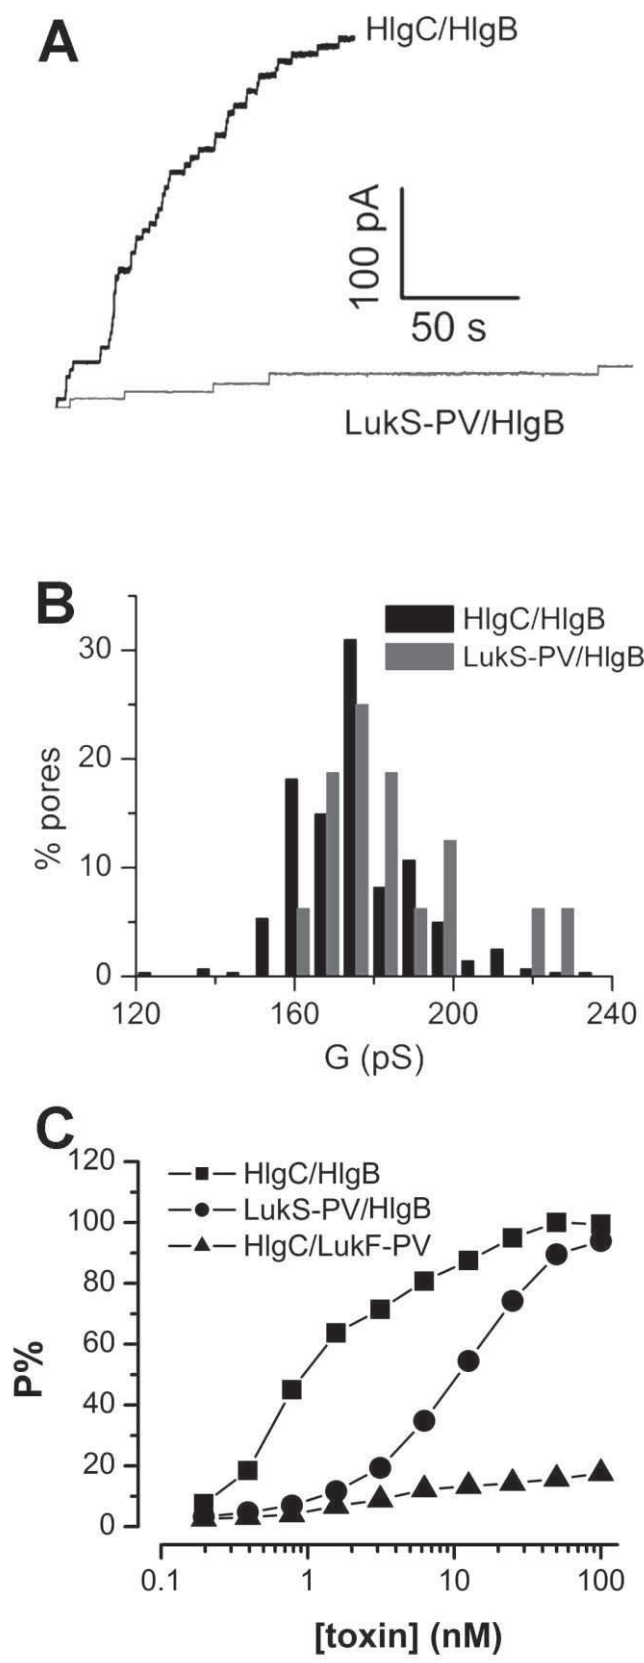 A
HlgC/HlgB
100 pA
50 s
LukS-PV/HlgB
B
HlgC/HlgB
LukS-PV/HlgB
30
20
10
0
% pores
120 160 200 240
G (pS)
C
120
HlgC/HlgB
100
LukS-PV/HlgB
HlgC/LukF-PV
80
60
40
20
0
P%
0.1 1 10 100
[toxin] (nM)